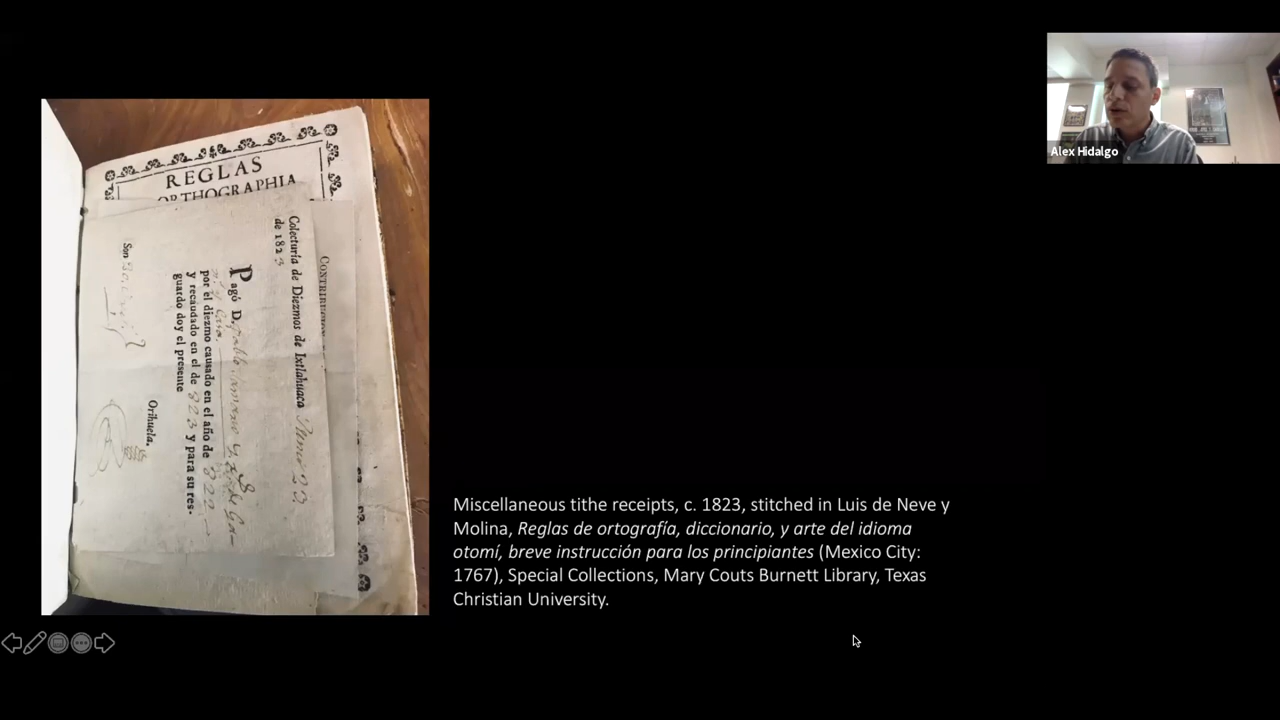 REGLAS
ORTHOGRAPHIA
CONTRIBUCION
Colecturía de Diezmos de Ixtlahuaca
de 1823
Pagó D.
por el diezmo causado en el año de 822
y recaudado en el de 823 y para su res-
guardo doy el presente
Orihuela.
Son
Alex Hidalgo
Miscellaneous tithe receipts, c. 1823, stitched in Luis de Neve y
Molina, Reglas de ortografía, diccionario, y arte del idioma
otomí, breve instrucción para los principiantes (Mexico City:
1767), Special Collections, Mary Couts Burnett Library, Texas
Christian University.